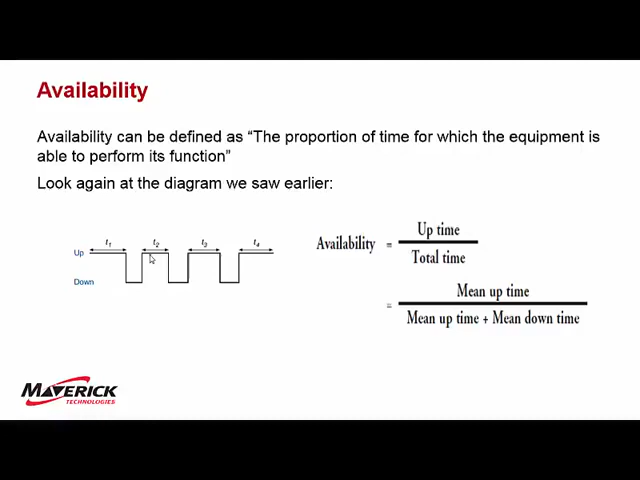 Availability
Availability can be defined as “The proportion of time for which the equipment is
able to perform its function”
Look again at the diagram we saw earlier:
t1 t2 t3 t4
Up
Down
Availability = Up time
Total time
= Mean up time
Mean up time + Mean down time
MAVERICK
TECHNOLOGIES